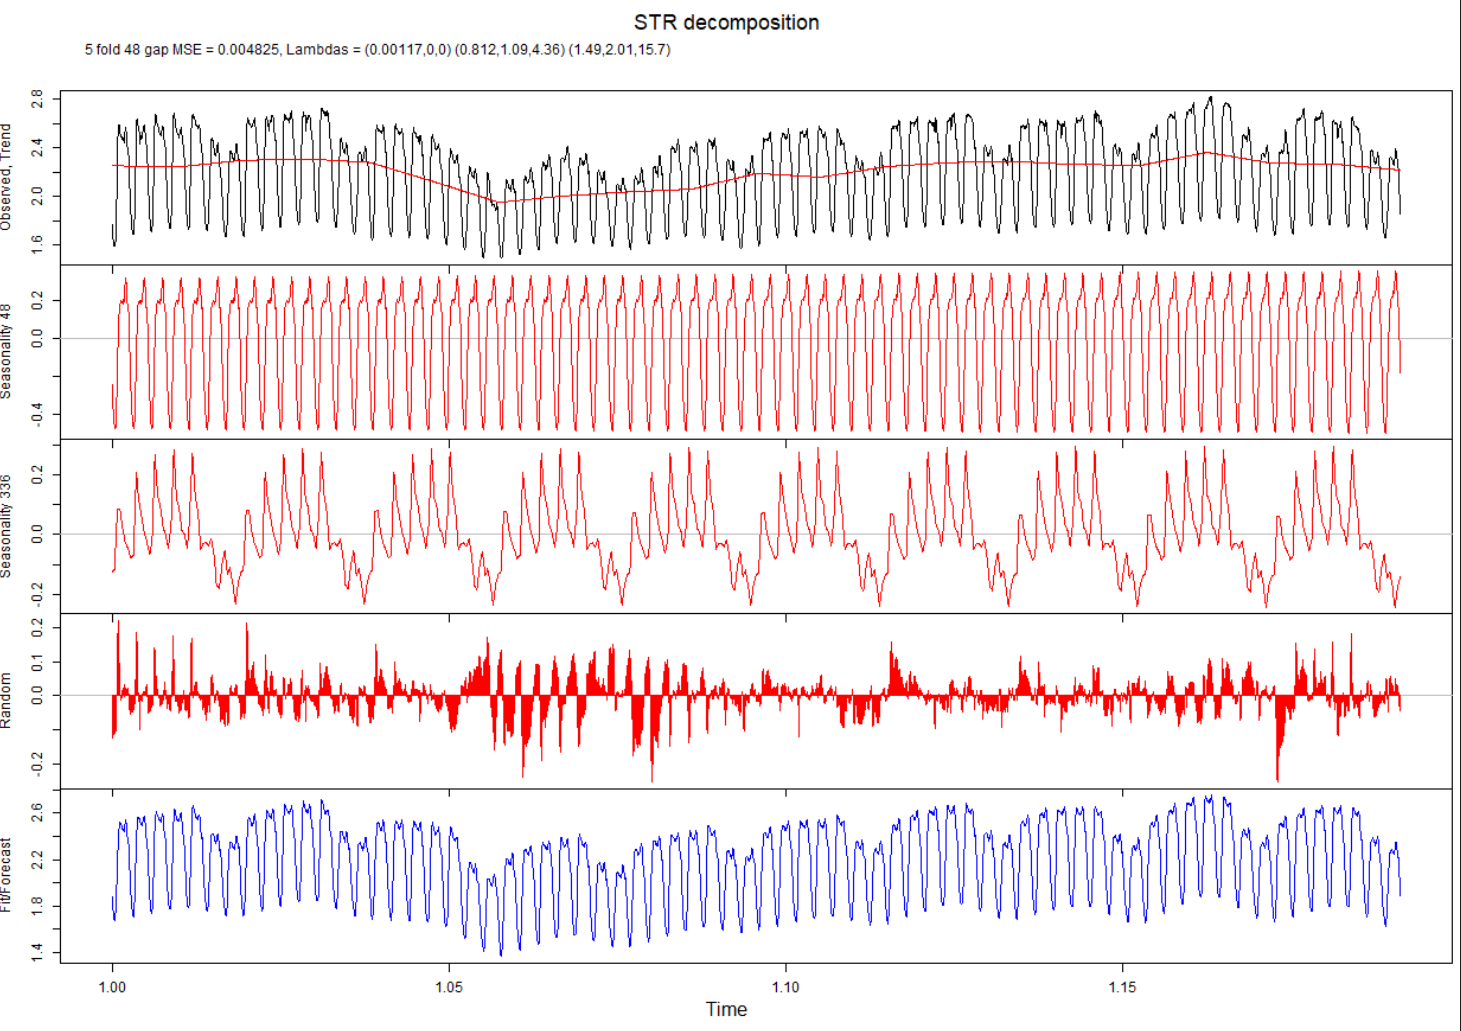 STR decomposition
5 fold 48 gap MSE = 0.004825, Lambdas = (0.00117,0,0) (0.812,1.09,4.36) (1.49,2.01,15.7)
Observed, Trend
2.8
2.4
2.0
1.6
Seasonality 48
0.2
0.0
-0.4
Seasonality 336
0.2
0.0
-0.2
Random
0.2
0.1
0.0
-0.2
Fit/Forecast
2.6
2.2
1.8
1.4
1.00 1.05 1.10 1.15
Time